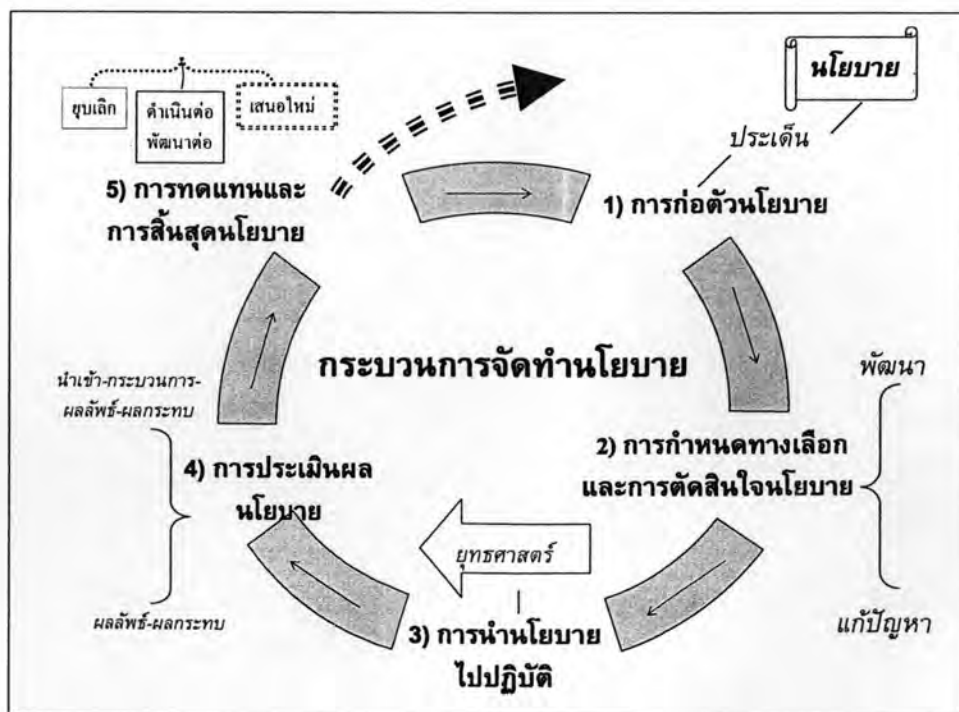 นโยบาย
ประเด็น
1) การก่อตัวนโยบาย
พัฒนา
2) การกำหนดทางเลือก
และการตัดสินใจนโยบาย
แก้ปัญหา
ยุทธศาสตร์
3) การนำนโยบาย
ไปปฏิบัติ
4) การประเมินผล
นโยบาย
นำเข้า-กระบวนการ-
ผลลัพธ์-ผลกระทบ
ผลลัพธ์-ผลกระทบ
5) การทดแทนและ
การสิ้นสุดนโยบาย
ยุบเลิก
ดำเนินต่อ
พัฒนาต่อ
เสนอใหม่
กระบวนการจัดทำนโยบาย